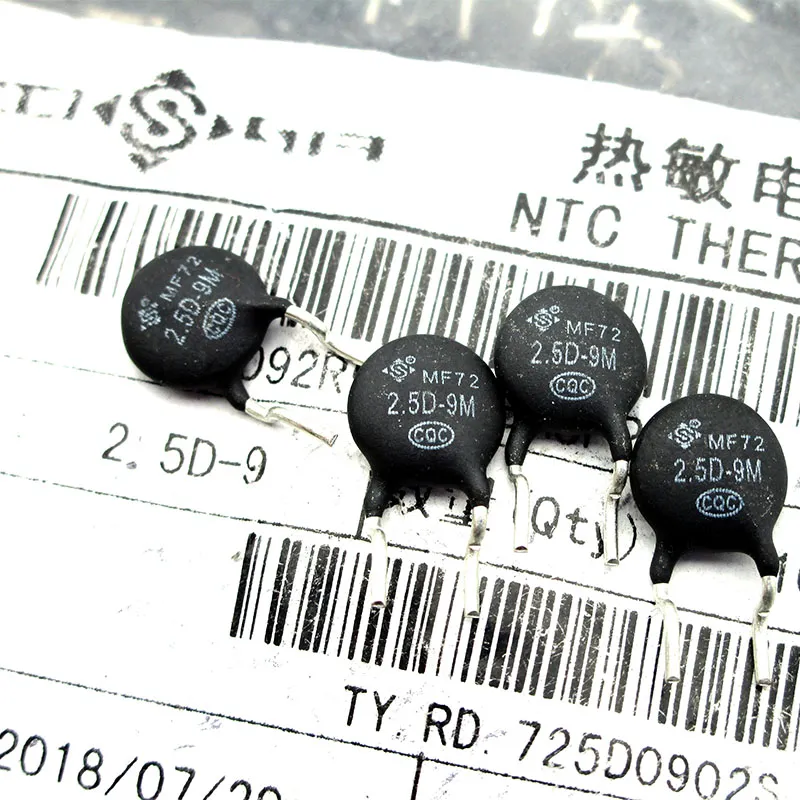 热敏电
NTC THER
MF72
2.5D-9M
CQC
MF72
2.5D-9M
CQC
MF72
2.5D-9M
CQC
MF72
2.5D-9M
CQC
092R
2.5D-9
Qty)
TY RD. 725D0902S
2018/07/20